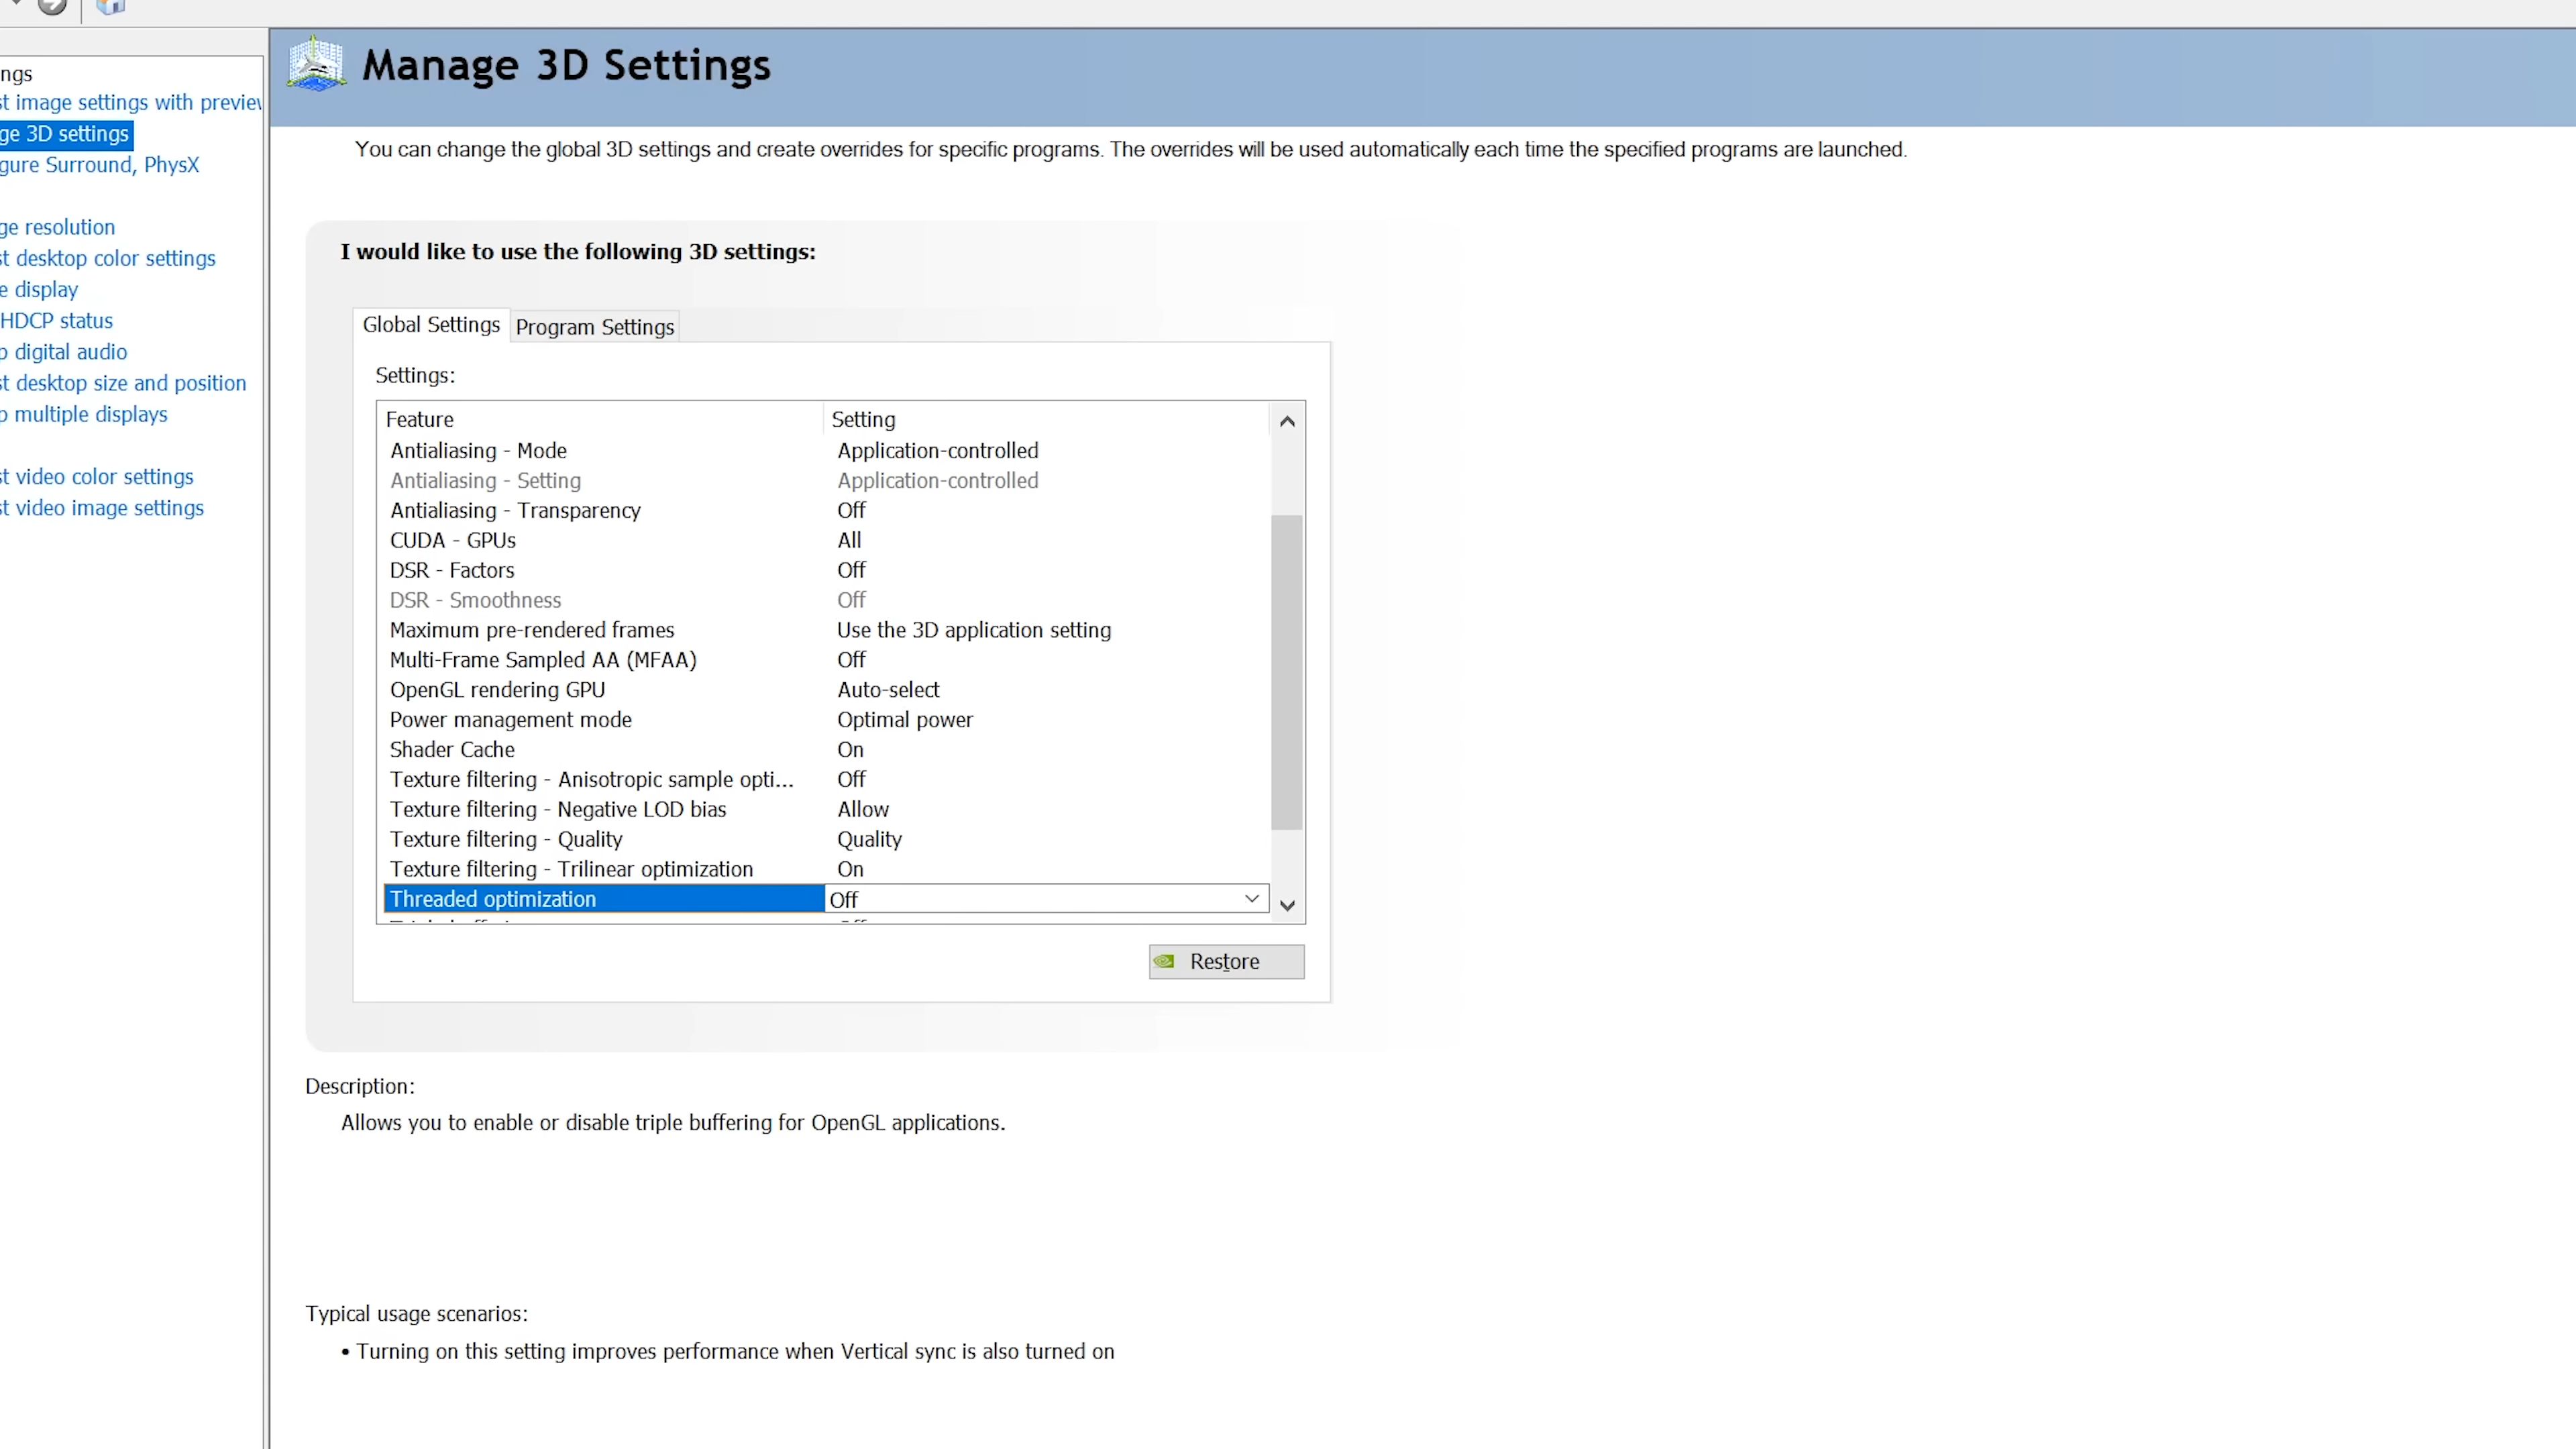 Manage 3D Settings
ngs
st image settings with preview
ge 3D settings
gure Surround, PhysX
ge resolution
st desktop color settings
e display
HDCP status
p digital audio
st desktop size and position
p multiple displays
st video color settings
st video image settings
You can change the global 3D settings and create overrides for specific programs. The overrides will be used automatically each time the specified programs are launched.
I would like to use the following 3D settings:
Global Settings Program Settings
Settings:
Feature Setting
Antialiasing - Mode Application-controlled
Antialiasing - Setting Application-controlled
Antialiasing - Transparency Off
CUDA - GPUs All
DSR - Factors Off
DSR - Smoothness Off
Maximum pre-rendered frames Use the 3D application setting
Multi-Frame Sampled AA (MFAA) Off
OpenGL rendering GPU Auto-select
Power management mode Optimal power
Shader Cache On
Texture filtering - Anisotropic sample opti... Off
Texture filtering - Negative LOD bias Allow
Texture filtering - Quality Quality
Texture filtering - Trilinear optimization On
Threaded optimization Off
Restore
Description:
Allows you to enable or disable triple buffering for OpenGL applications.
Typical usage scenarios:
• Turning on this setting improves performance when Vertical sync is also turned on